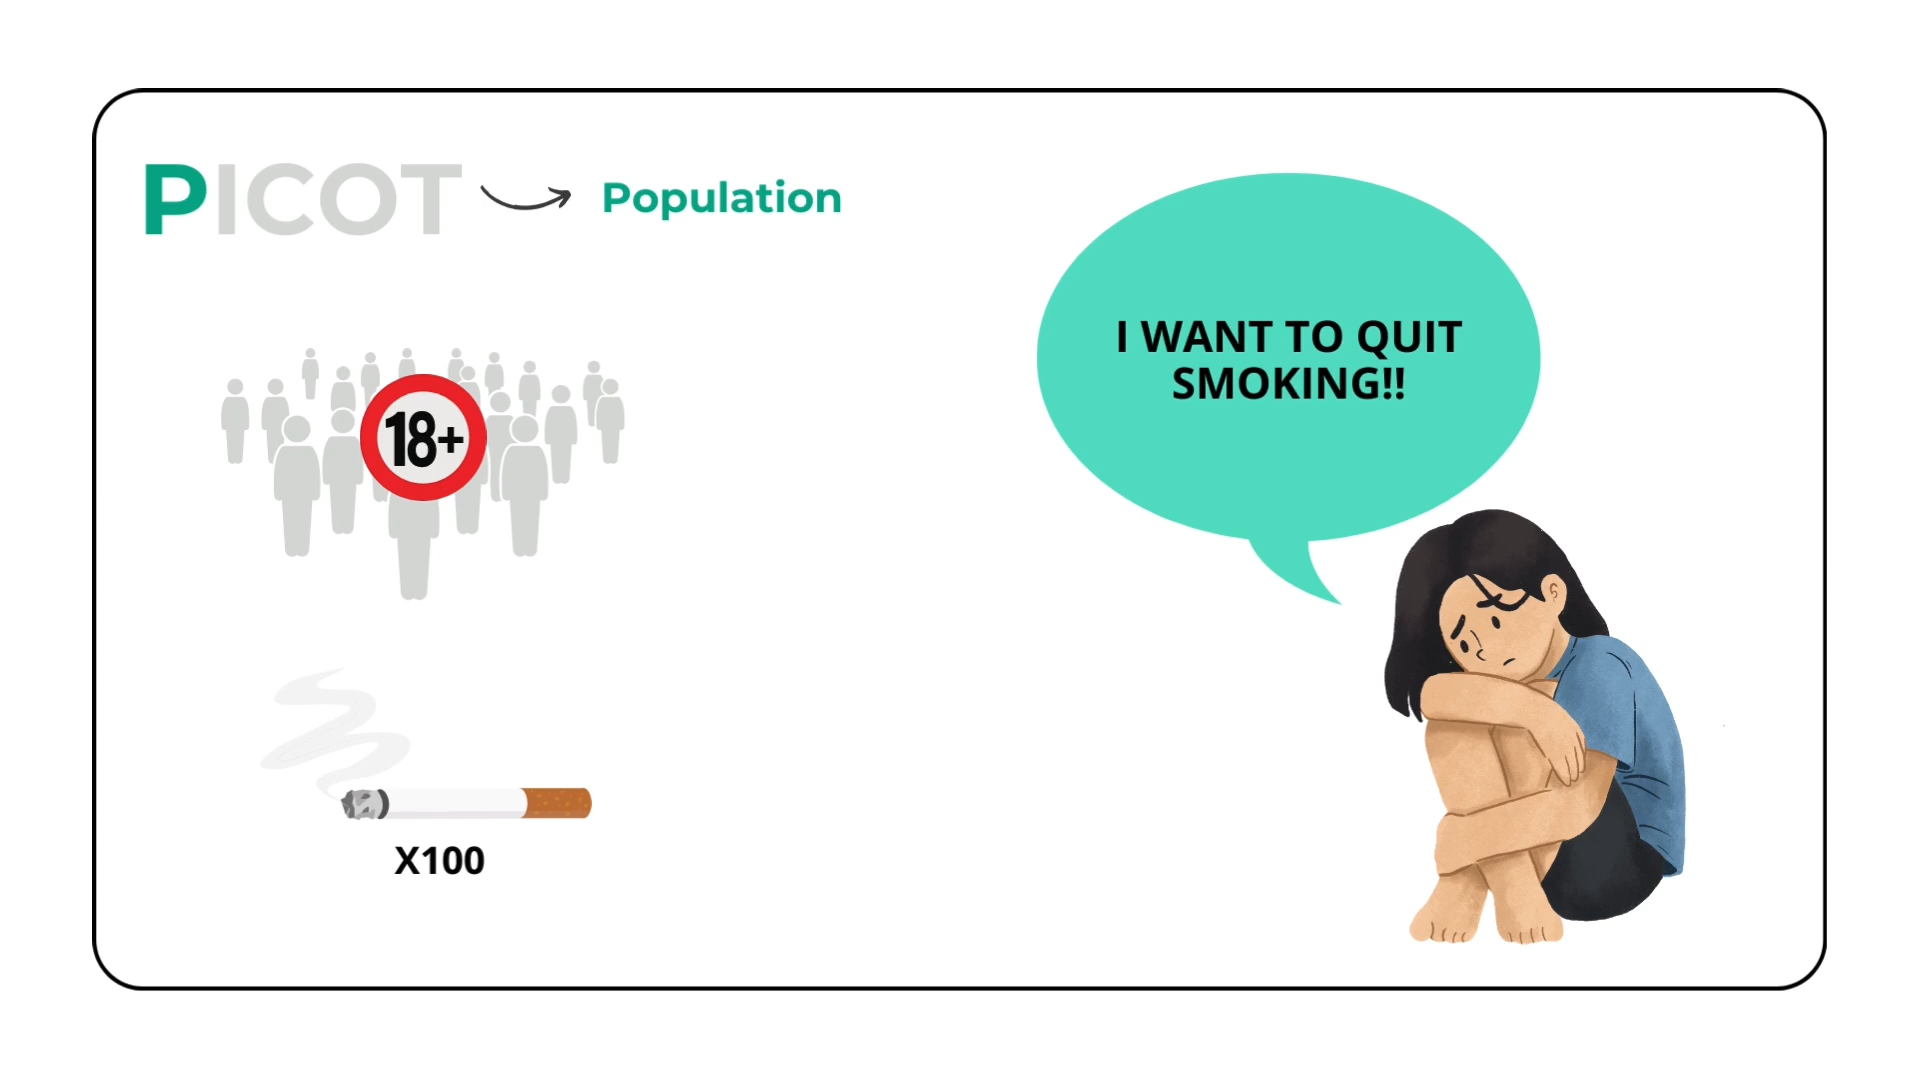 PICOT
Population
18+
I WANT TO QUIT
SMOKING!!
X100